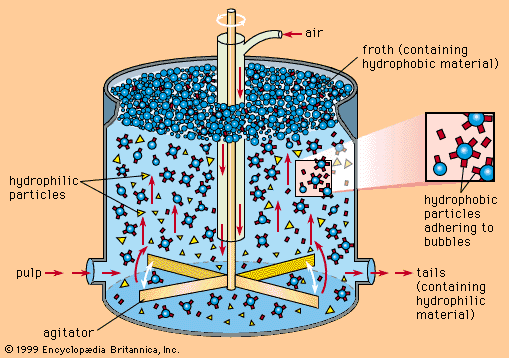 air
froth (containing
hydrophobic material)
hydrophilic
particles
hydrophobic
particles
adhering to
bubbles
pulp
tails
(containing
hydrophilic
material)
agitator
© 1999 Encyclopædia Britannica, Inc.